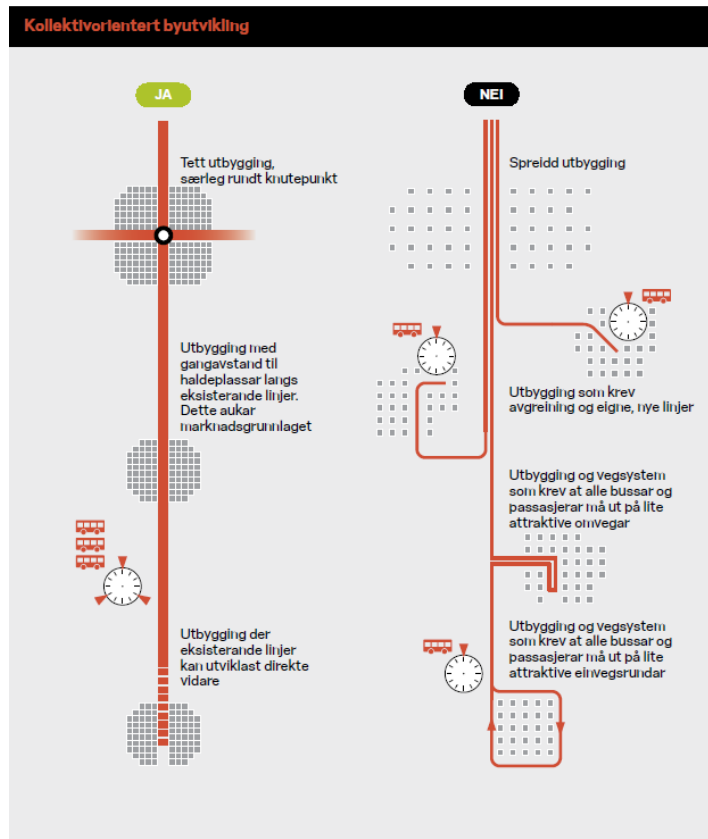 Kollektivorientert byutvikling
JA
Tett utbygging,
særleg rundt knutepunkt
Utbygging med
gangavstand til
haldeplassar langs
eksisterande linjer.
Dette aukar
marknadsgrunnlaget
Utbygging der
eksisterande linjer
kan utviklast direkte
vidare
NEI
Spreidd utbygging
Utbygging som krev
avgreining og eigne, nye linjer
Utbygging og vegsystem
som krev at alle bussar og
passasjerar må ut på lite
attraktive omvegar
Utbygging og vegsystem
som krev at alle bussar og
passasjerar må ut på lite
attraktive einvegsrundar